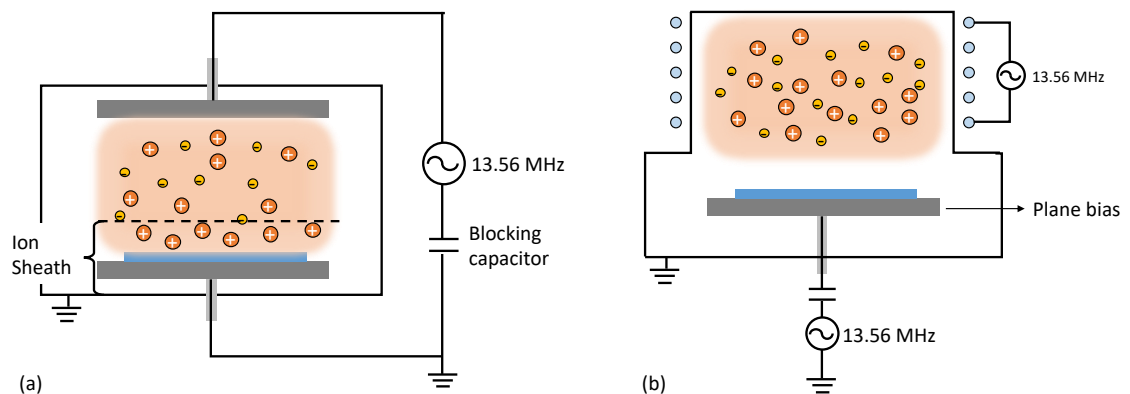 13.56 MHz
Ion
Sheath
Blocking
capacitor
(a)
13.56 MHz
Plane bias
13.56 MHz
(b)